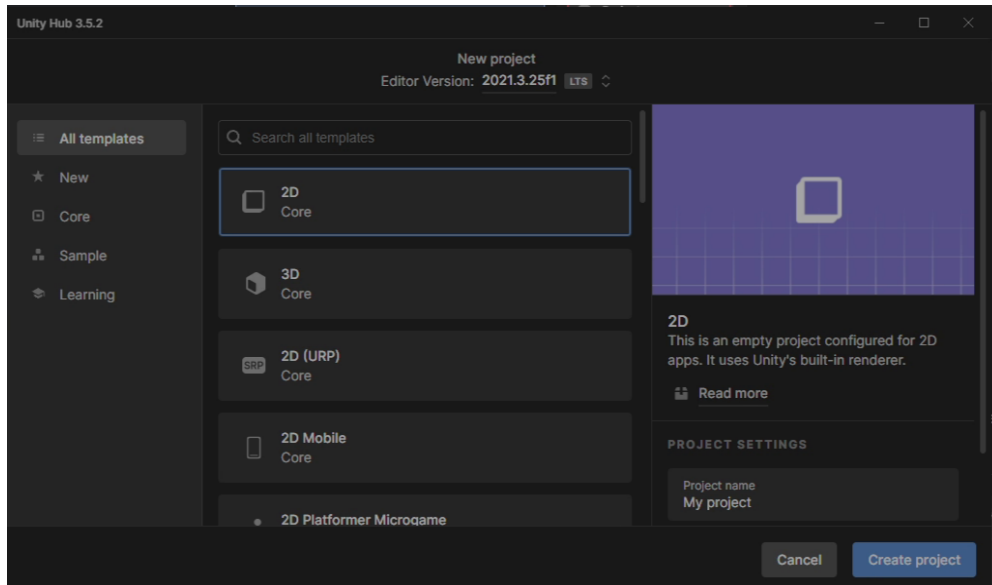 Unity Hub 3.5.2
New project
Editor Version: 2021.3.25f1 LTS
All templates
New
Core
Sample
Learning
Search all templates
2D
Core
3D
Core
SRP
2D (URP)
Core
2D Mobile
Core
2D Platformer Microgame
2D
This is an empty project configured for 2D
apps. It uses Unity's built-in renderer.
Read more
PROJECT SETTINGS
Project name
My project
Cancel
Create project